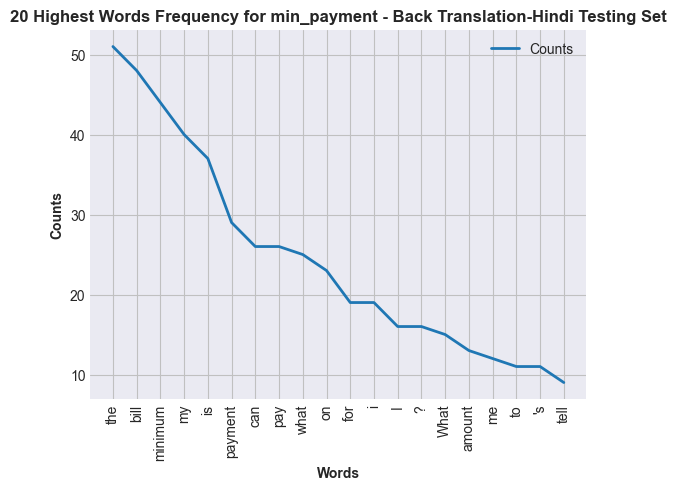 20 Highest Words Frequency for min_payment - Back Translation-Hindi Testing Set
Counts
50
40
30
20
10
Counts
the
bill
minimum
my
is
payment
can
pay
what
on
for
i
I
?
What
amount
me
to
's
tell
Words